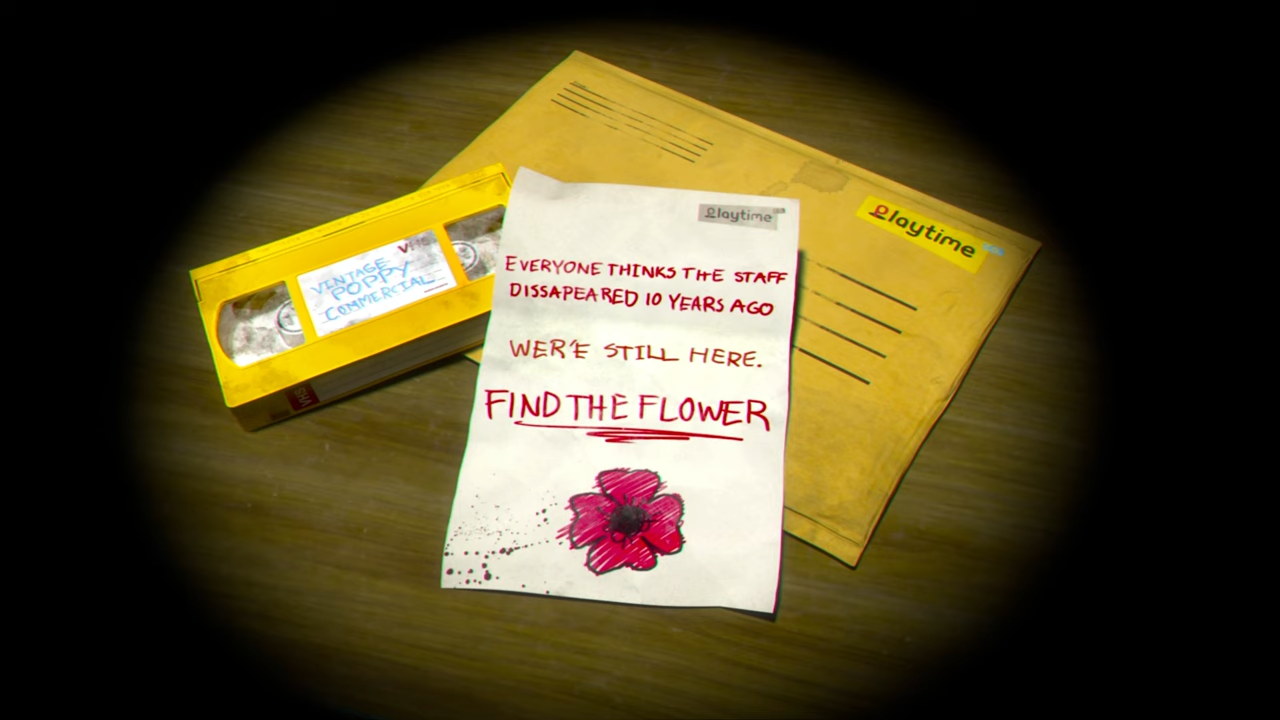 Playtime
Playtime
EVERYONE THINKS THE STAFF
DISSAPEARED 10 YEARS AGO
WER'E STILL HERE.
FIND THE FLOWER
VHS
VINTAGE
POPPY
COMMERCIAL
VHS